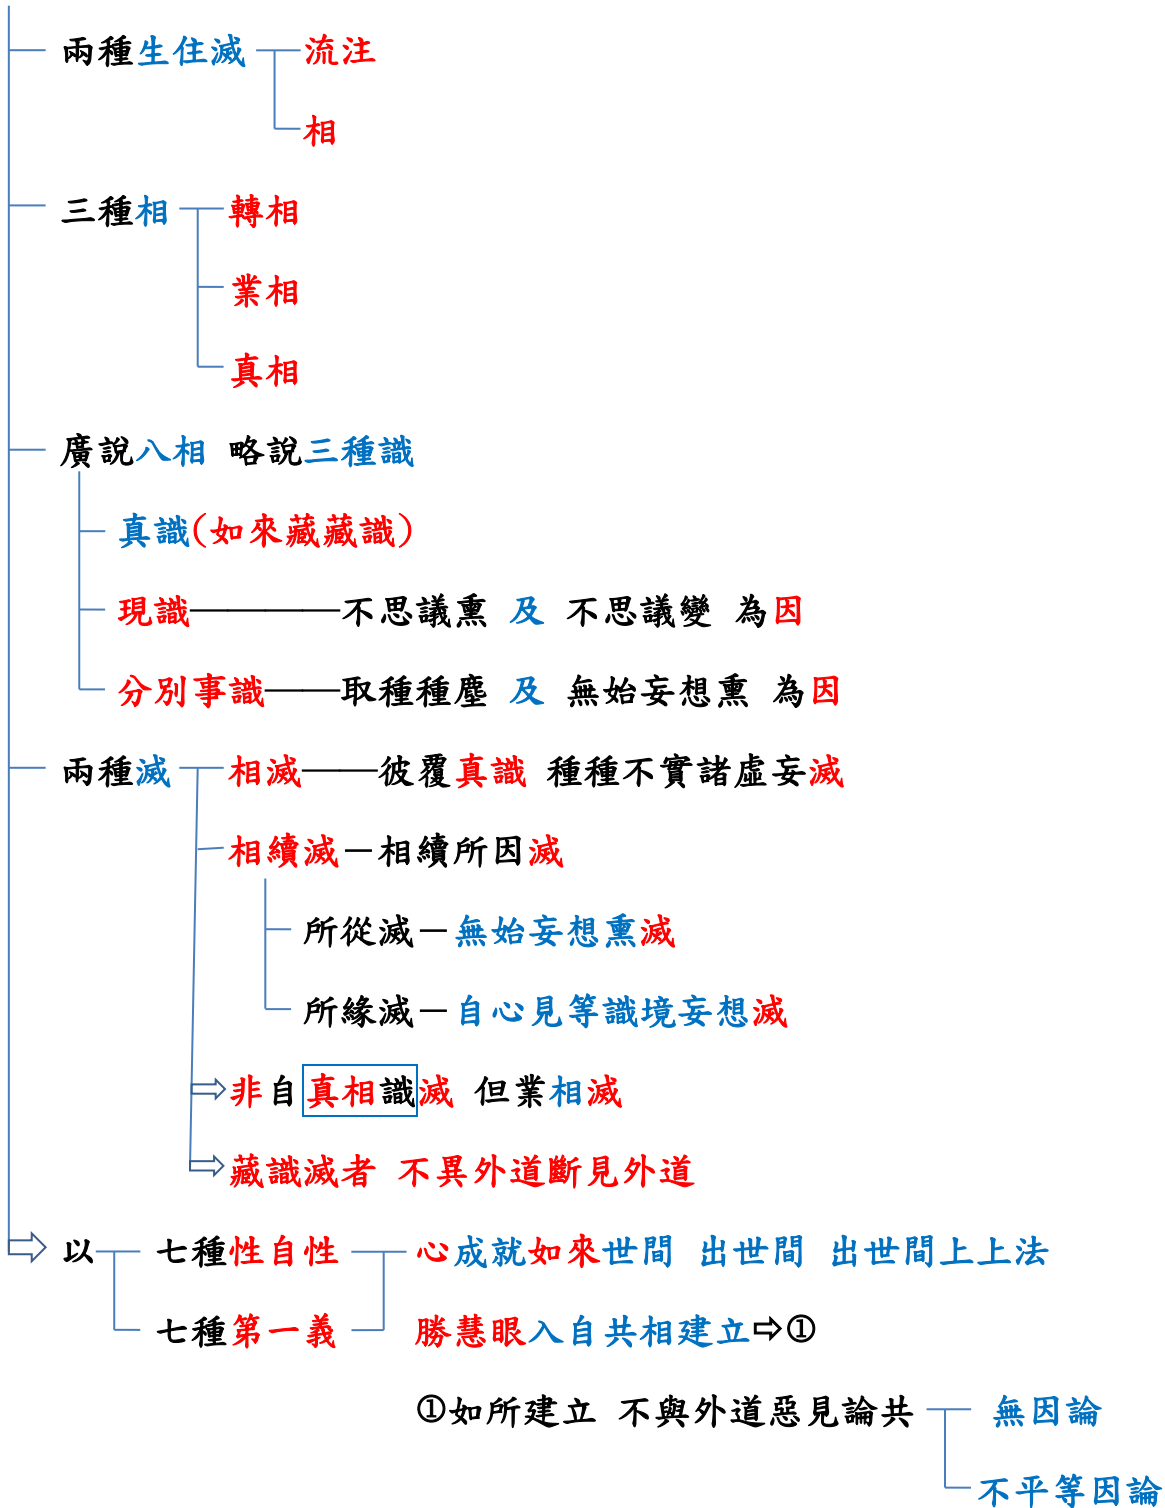 兩種生住滅 流注
相
三種相 轉相
業相
真相
廣說八相 略說三種識
真識(如來藏藏識)
現識————不思議熏 及 不思議變 為因
分別事識——取種種塵 及 無始妄想熏 為因
兩種滅 相滅——彼覆真識 種種不實諸虛妄滅
相續滅－相續所因滅
所從滅－無始妄想熏滅
所緣滅－自心見等識境妄想滅
⇨非自真相識滅 但業相滅
⇨藏識滅者 不異外道斷見外道
⇨以 七種性自性 心成就如來世間 出世間 出世間上上法
七種第一義 勝慧眼入自共相建立⇨①
①如所建立 不與外道惡見論共 無因論
不平等因論